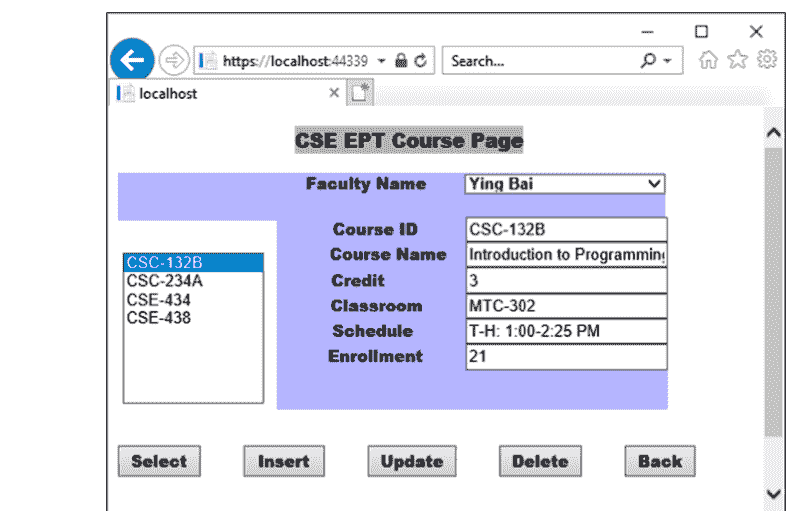 https://localhost:44339
Search...
localhost
CSE EPT Course Page
Faculty Name Ying Bai
Course ID CSC-132B
Course Name Introduction to Programming
Credit 3
Classroom MTC-302
Schedule T-H: 1:00-2:25 PM
Enrollment 21
CSC-132B
CSC-234A
CSE-434
CSE-438
Select Insert Update Delete Back